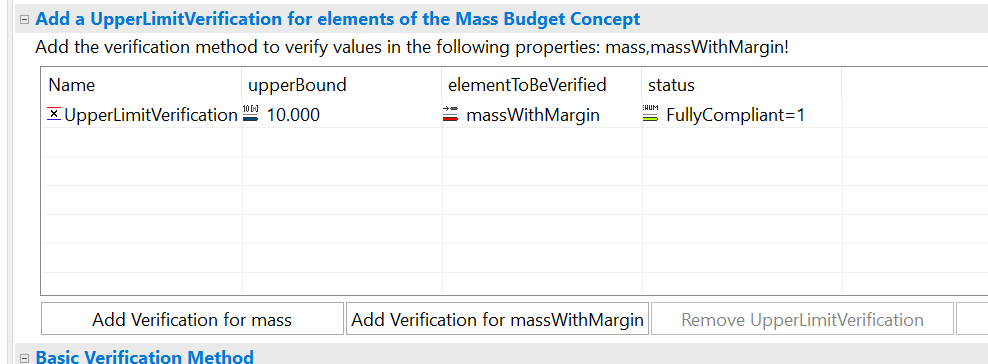 Add a UpperLimitVerification for elements of the Mass Budget Concept
Add the verification method to verify values in the following properties: mass,massWithMargin!
Name upperBound elementToBeVerified status
UpperLimitVerification 10.000 massWithMargin FullyCompliant=1
Add Verification for mass Add Verification for massWithMargin Remove UpperLimitVerification
Basic Verification Method